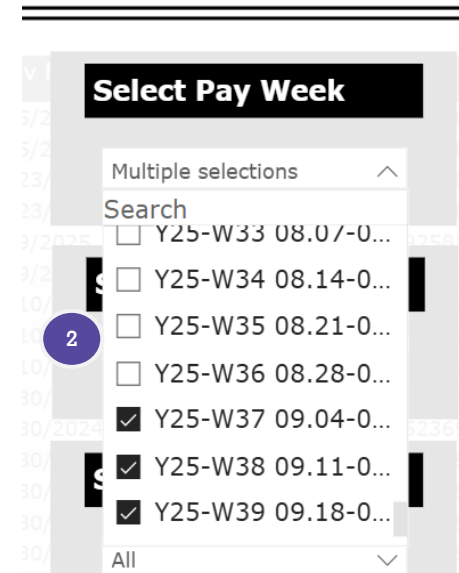 Select Pay Week
Multiple selections
Search
Y25-W33 08.07-0...
Y25-W34 08.14-0...
Y25-W35 08.21-0...
2
Y25-W36 08.28-0...
Y25-W37 09.04-0...
Y25-W38 09.11-0...
Y25-W39 09.18-0...
All